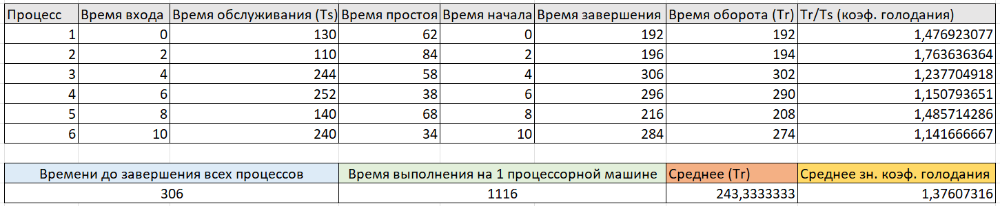 Процесс Время входа Время обслуживания (Ts) Время простоя Время начала Время завершения Время оборота (Tr) Tr/Ts (коэф. голодания)
1 0 130 62 0 192 192 1,476923077
2 2 110 84 2 196 194 1,763636364
3 4 244 58 4 306 302 1,237704918
4 6 252 38 6 296 290 1,150793651
5 8 140 68 8 216 208 1,485714286
6 10 240 34 10 284 274 1,141666667
Времени до завершения всех процессов Время выполнения на 1 процессорной машине Среднее (Tr) Среднее зн. коэф. голодания
306 1116 243,3333333 1,37607316